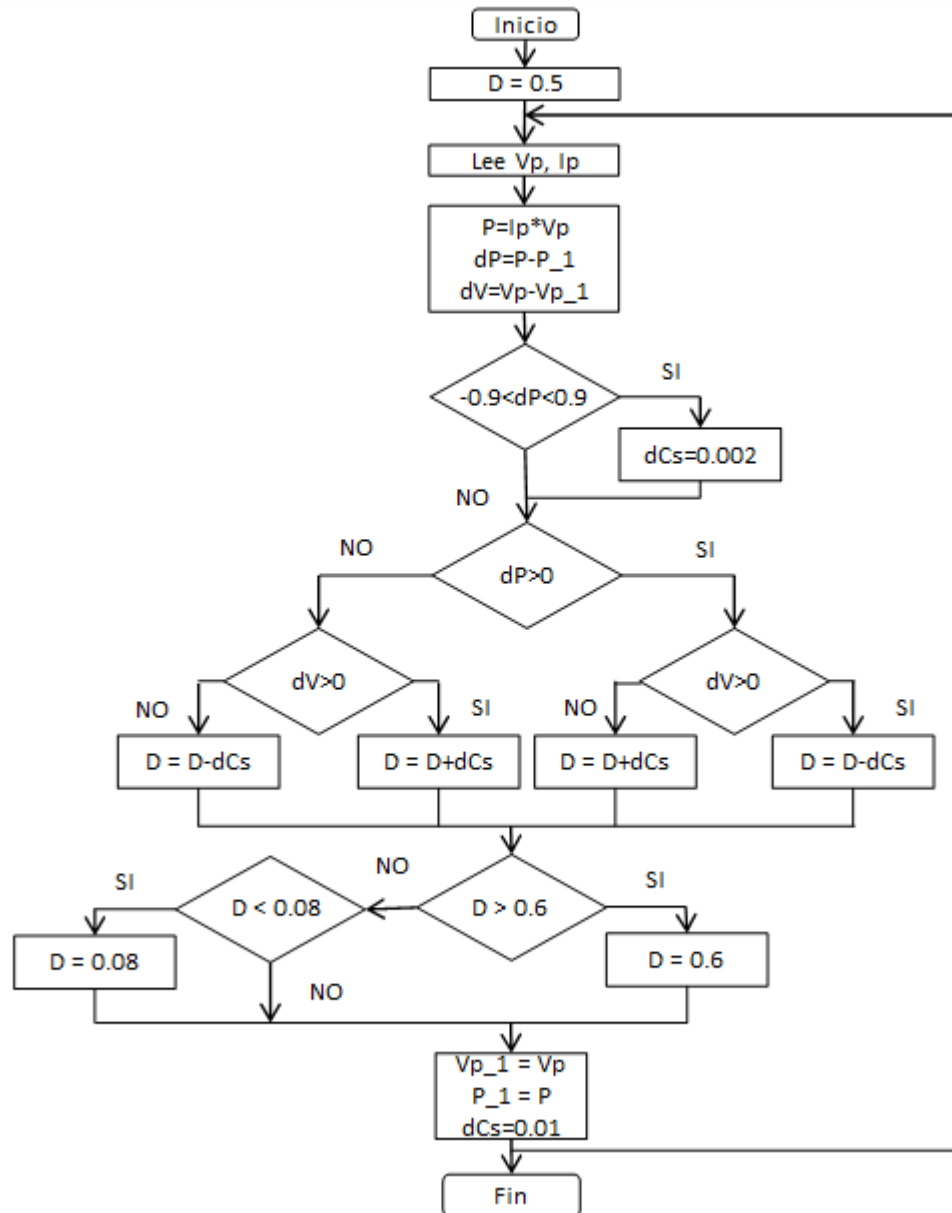 Inicio
D = 0.5
Lee Vp, Ip
P=Ip*Vp
dP=P-P_1
dV=Vp-Vp_1
SI
-0.9<dP<0.9
dCs=0.002
NO
NO
SI
dP>0
dV>0
dV>0
NO
SI
NO
SI
D = D-dCs
D = D+dCs
D = D+dCs
D = D-dCs
NO
SI
SI
D < 0.08
D > 0.6
D = 0.08
D = 0.6
NO
Vp_1 = Vp
P_1 = P
dCs=0.01
Fin